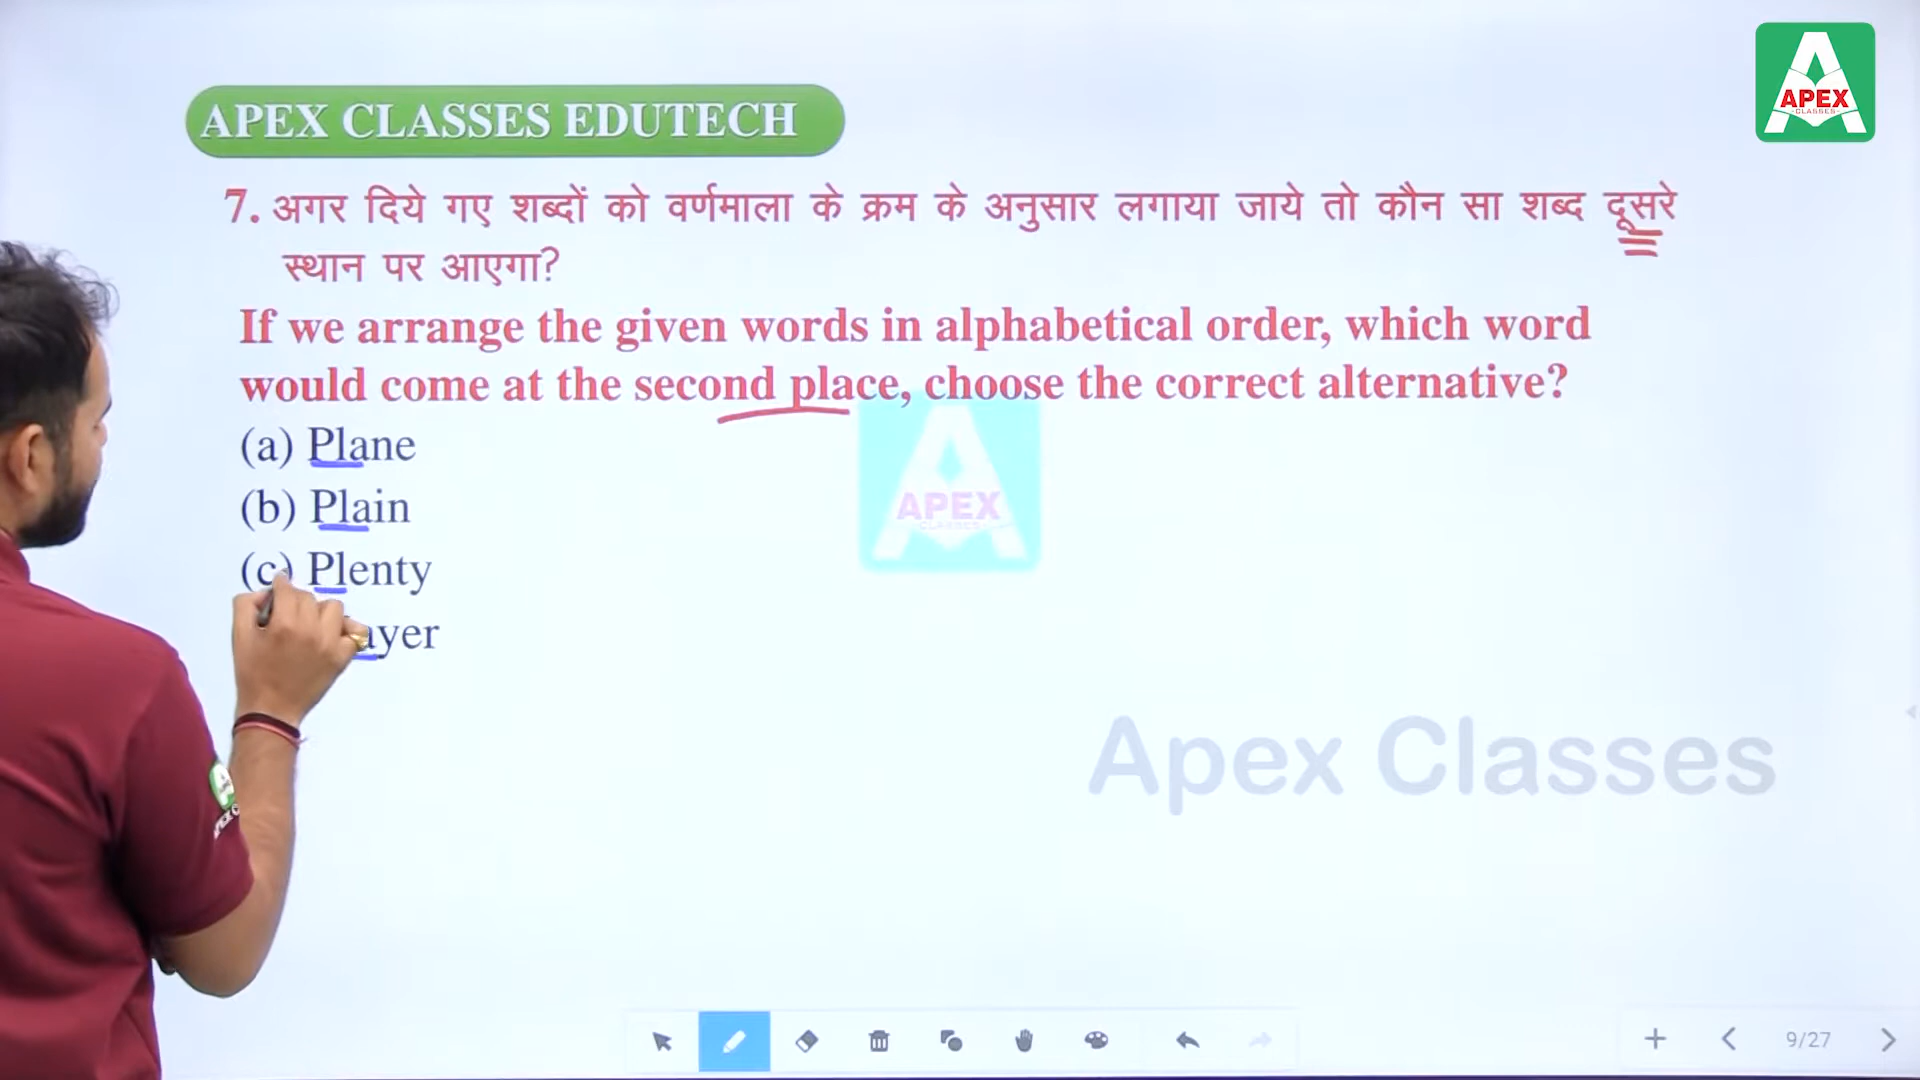 APEX
CLASSES
APEX CLASSES EDUTECH
7. अगर दिये गए शब्दों को वर्णमाला के क्रम के अनुसार लगाया जाये तो कौन सा शब्द दूसरे
स्थान पर आएगा?
If we arrange the given words in alphabetical order, which word
would come at the second place, choose the correct alternative?
(a) Plane
(b) Plain
(c) Plenty
ayer
APEX
CLASSES
Apex Classes
9/27